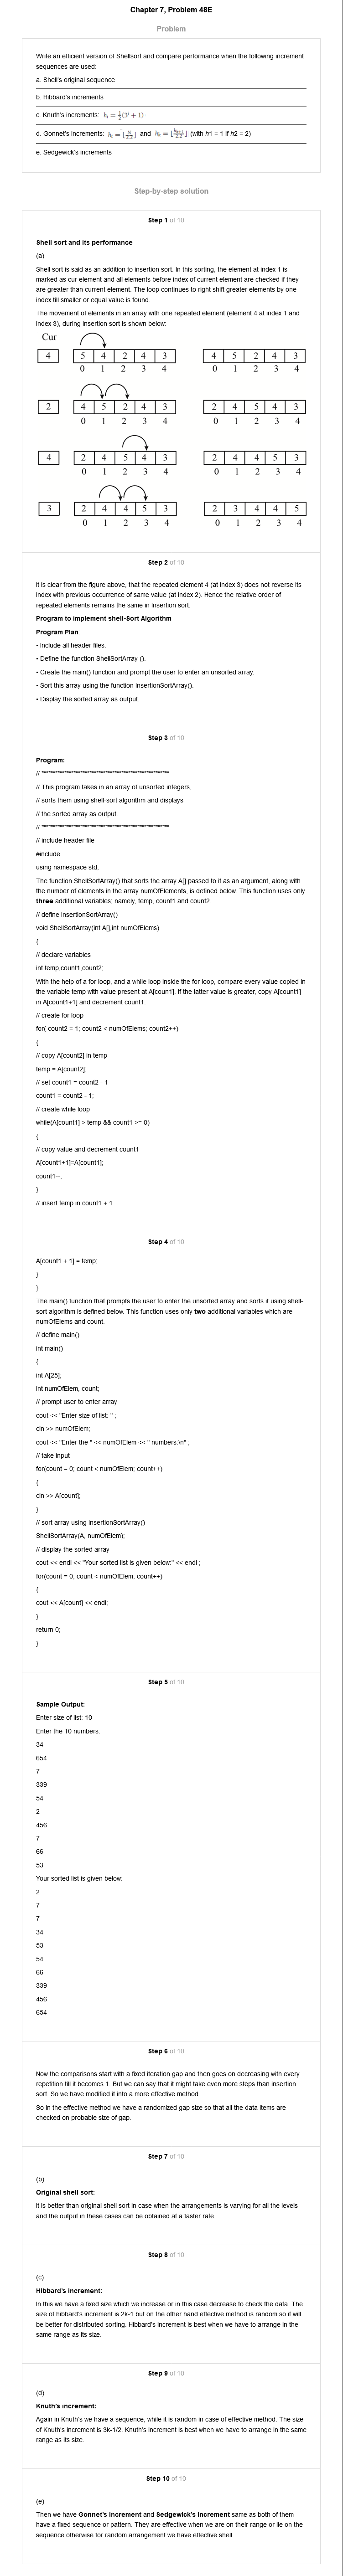 Chapter 7, Problem 48E
Problem
Write an efficient version of Shellsort and compare performance when the following increment
sequences are used:
a. Shell's original sequence
b. Hibbard's increments
c. Knuth's increments: h_i = 1/2(3^i + 1)
d. Gonnet's increments: h_t = ⌊N/2.2⌋ and h_k = ⌊h_{k+1}/2.2⌋ (with h1 = 1 if h2 = 2)
e. Sedgewick's increments
Step-by-step solution
Step 1 of 10
Shell sort and its performance
(a)
Shell sort is said as an addition to insertion sort. In this sorting, the element at index 1 is
marked as cur element and all elements before index of current element are checked if they
are greater than current element. The loop continues to right shift greater elements by one
index till smaller or equal value is found.
The movement of elements in an array with one repeated element (element 4 at index 1 and
index 3), during Insertion sort is shown below:
Cur
4 5 4 2 4 3 4 5 2 4 3
0 1 2 3 4 0 1 2 3 4
2 4 5 2 4 3 2 4 5 4 3
0 1 2 3 4 0 1 2 3 4
4 2 4 5 4 3 2 4 4 5 3
0 1 2 3 4 0 1 2 3 4
3 2 4 4 5 3 2 3 4 4 5
0 1 2 3 4 0 1 2 3 4
Step 2 of 10
It is clear from the figure above, that the repeated element 4 (at index 3) does not reverse its
index with previous occurrence of same value (at index 2). Hence the relative order of
repeated elements remains the same in Insertion sort.
Program to implement shell-Sort Algorithm
Program Plan:
• Include all header files.
• Define the function ShellSortArray ().
• Create the main() function and prompt the user to enter an unsorted array.
• Sort this array using the function InsertionSortArray().
• Display the sorted array as output.
Step 3 of 10
Program:
// ********************************************************
// This program takes in an array of unsorted integers,
// sorts them using shell-sort algorithm and displays
// the sorted array as output.
// ********************************************************
// include header file
#include
using namespace std;
The function ShellSortArray() that sorts the array A[] passed to it as an argument, along with
the number of elements in the array numOfElements, is defined below. This function uses only
three additional variables; namely, temp, count1 and count2.
// define InsertionSortArray()
void ShellSortArray(int A[],int numOfElems)
{
// declare variables
int temp,count1,count2;
With the help of a for loop, and a while loop inside the for loop, compare every value copied in
the variable temp with value present at A[coun1]. If the latter value is greater, copy A[count1]
in A[count1+1] and decrement count1.
// create for loop
for( count2 = 1; count2 < numOfElems; count2++)
{
// copy A[count2] in temp
temp = A[count2];
// set count1 = count2 - 1
count1 = count2 - 1;
// create while loop
while(A[count1] > temp && count1 >= 0)
{
// copy value and decrement count1
A[count1+1]=A[count1];
count1--;
}
// insert temp in count1 + 1
Step 4 of 10
A[count1 + 1] = temp;
}
}
The main() function that prompts the user to enter the unsorted array and sorts it using shell-
sort algorithm is defined below. This function uses only two additional variables which are
numOfElems and count.
// define main()
int main()
{
int A[25];
int numOfElem, count;
// prompt user to enter array
cout << "Enter size of list: " ;
cin >> numOfElem;
cout << "Enter the " << numOfElem << " numbers:\n" ;
// take input
for(count = 0; count < numOfElem; count++)
{
cin >> A[count];
}
// sort array using InsertionSortArray()
ShellSortArray(A, numOfElem);
// display the sorted array
cout << endl << "Your sorted list is given below:" << endl ;
for(count = 0; count < numOfElem; count++)
{
cout << A[count] << endl;
}
return 0;
}
Step 5 of 10
Sample Output:
Enter size of list: 10
Enter the 10 numbers:
34
654
7
339
54
2
456
7
66
53
Your sorted list is given below:
2
7
7
34
53
54
66
339
456
654
Step 6 of 10
Now the comparisons start with a fixed iteration gap and then goes on decreasing with every
repetition till it becomes 1. But we can say that it might take even more steps than insertion
sort. So we have modified it into a more effective method.
So in the effective method we have a randomized gap size so that all the data items are
checked on probable size of gap.
Step 7 of 10
(b)
Original shell sort:
It is better than original shell sort in case when the arrangements is varying for all the levels
and the output in these cases can be obtained at a faster rate.
Step 8 of 10
(c)
Hibbard's increment:
In this we have a fixed size which we increase or in this case decrease to check the data. The
size of hibbard's increment is 2k-1 but on the other hand effective method is random so it will
be better for distributed sorting. Hibbard's increment is best when we have to arrange in the
same range as its size.
Step 9 of 10
(d)
Knuth's increment:
Again in Knuth's we have a sequence, while it is random in case of effective method. The size
of Knuth's increment is 3k-1/2. Knuth's increment is best when we have to arrange in the same
range as its size.
Step 10 of 10
(e)
Then we have Gonnet's increment and Sedgewick's increment same as both of them
have a fixed sequence or pattern. They are effective when we are on their range or lie on the
sequence otherwise for random arrangement we have effective shell.